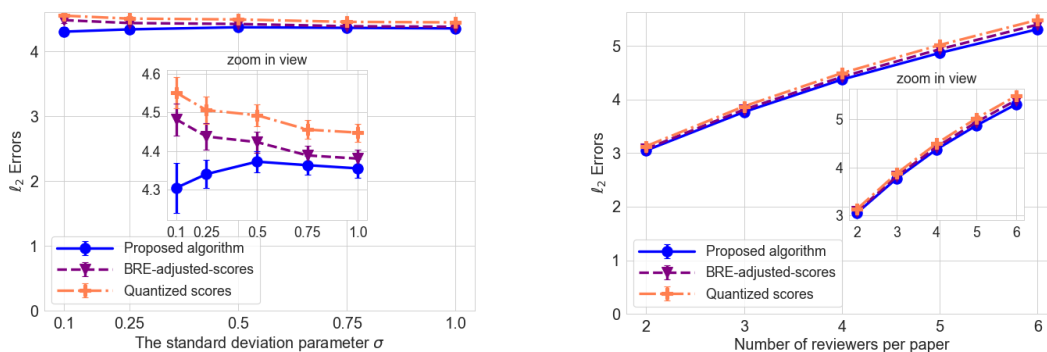 4
3
2
1
0
ℓ₂ Errors
zoom in view
4.6
4.5
4.4
4.3
0.1 0.25 0.5 0.75 1.0
Proposed algorithm
BRE-adjusted-scores
Quantized scores
0.1 0.25 0.5 0.75 1.0
The standard deviation parameter σ
5
4
3
2
1
0
ℓ₂ Errors
zoom in view
5
4
3
2 3 4 5 6
Proposed algorithm
BRE-adjusted-scores
Quantized scores
2 3 4 5 6
Number of reviewers per paper